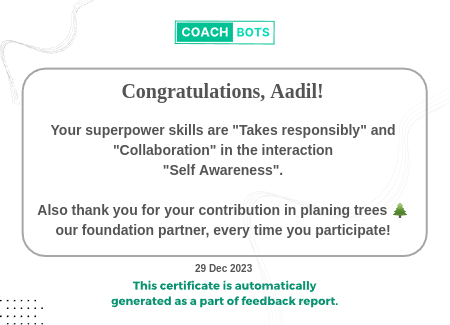 COACH BOTS
Congratulations, Aadil!
Your superpower skills are "Takes responsibly" and
"Collaboration" in the interaction
"Self Awareness".
Also thank you for your contribution in planing trees 🌲
our foundation partner, every time you participate!
29 Dec 2023
This certificate is automatically
generated as a part of feedback report.